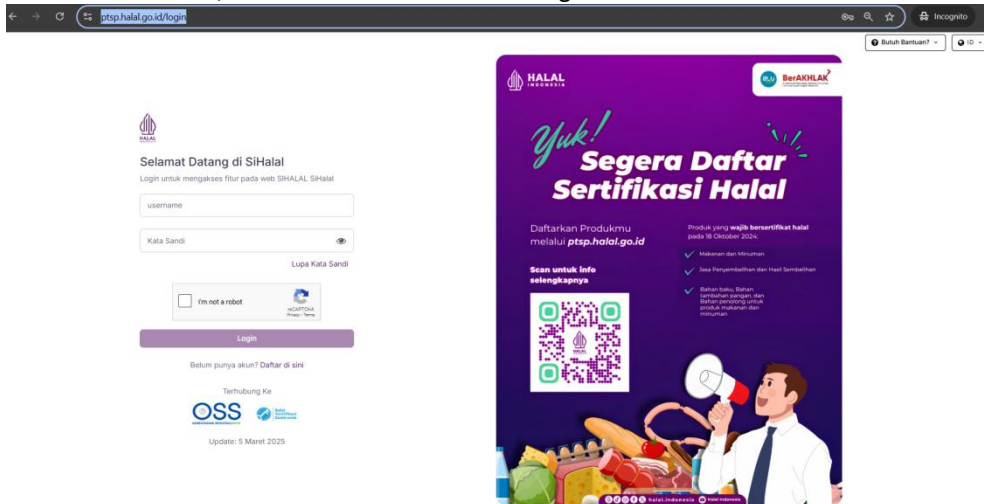 ptsp.halal.go.id/login
Incognito
Butuh Bantuan?
ID
HALAL
Selamat Datang di SiHalal
Login untuk mengakses fitur pada web SIHALAL SiHalal
username
Kata Sandi
Lupa Kata Sandi
I'm not a robot
reCAPTCHA
Privacy - Terms
Login
Belum punya akun? Daftar di sini
Terhubung Ke
OSS
Balai
Sertifikasi
Elektronik
Update: 5 Maret 2025
HALAL
INDONESIA
BerAKHLAK
Yuk!
Segera Daftar
Sertifikasi Halal
Daftarkan Produkmu
melalui ptsp.halal.go.id
Scan untuk info
selengkapnya
HALAL
Produk yang wajib bersertifikat halal
pada 18 Oktober 2024:
Makanan dan Minuman
Jasa Penyembelihan dan Hasil Sembelihan
Bahan baku, Bahan
tambahan pangan, dan
Bahan penolong untuk
produk makanan dan
minuman
halal.indonesia
Halal Indonesia